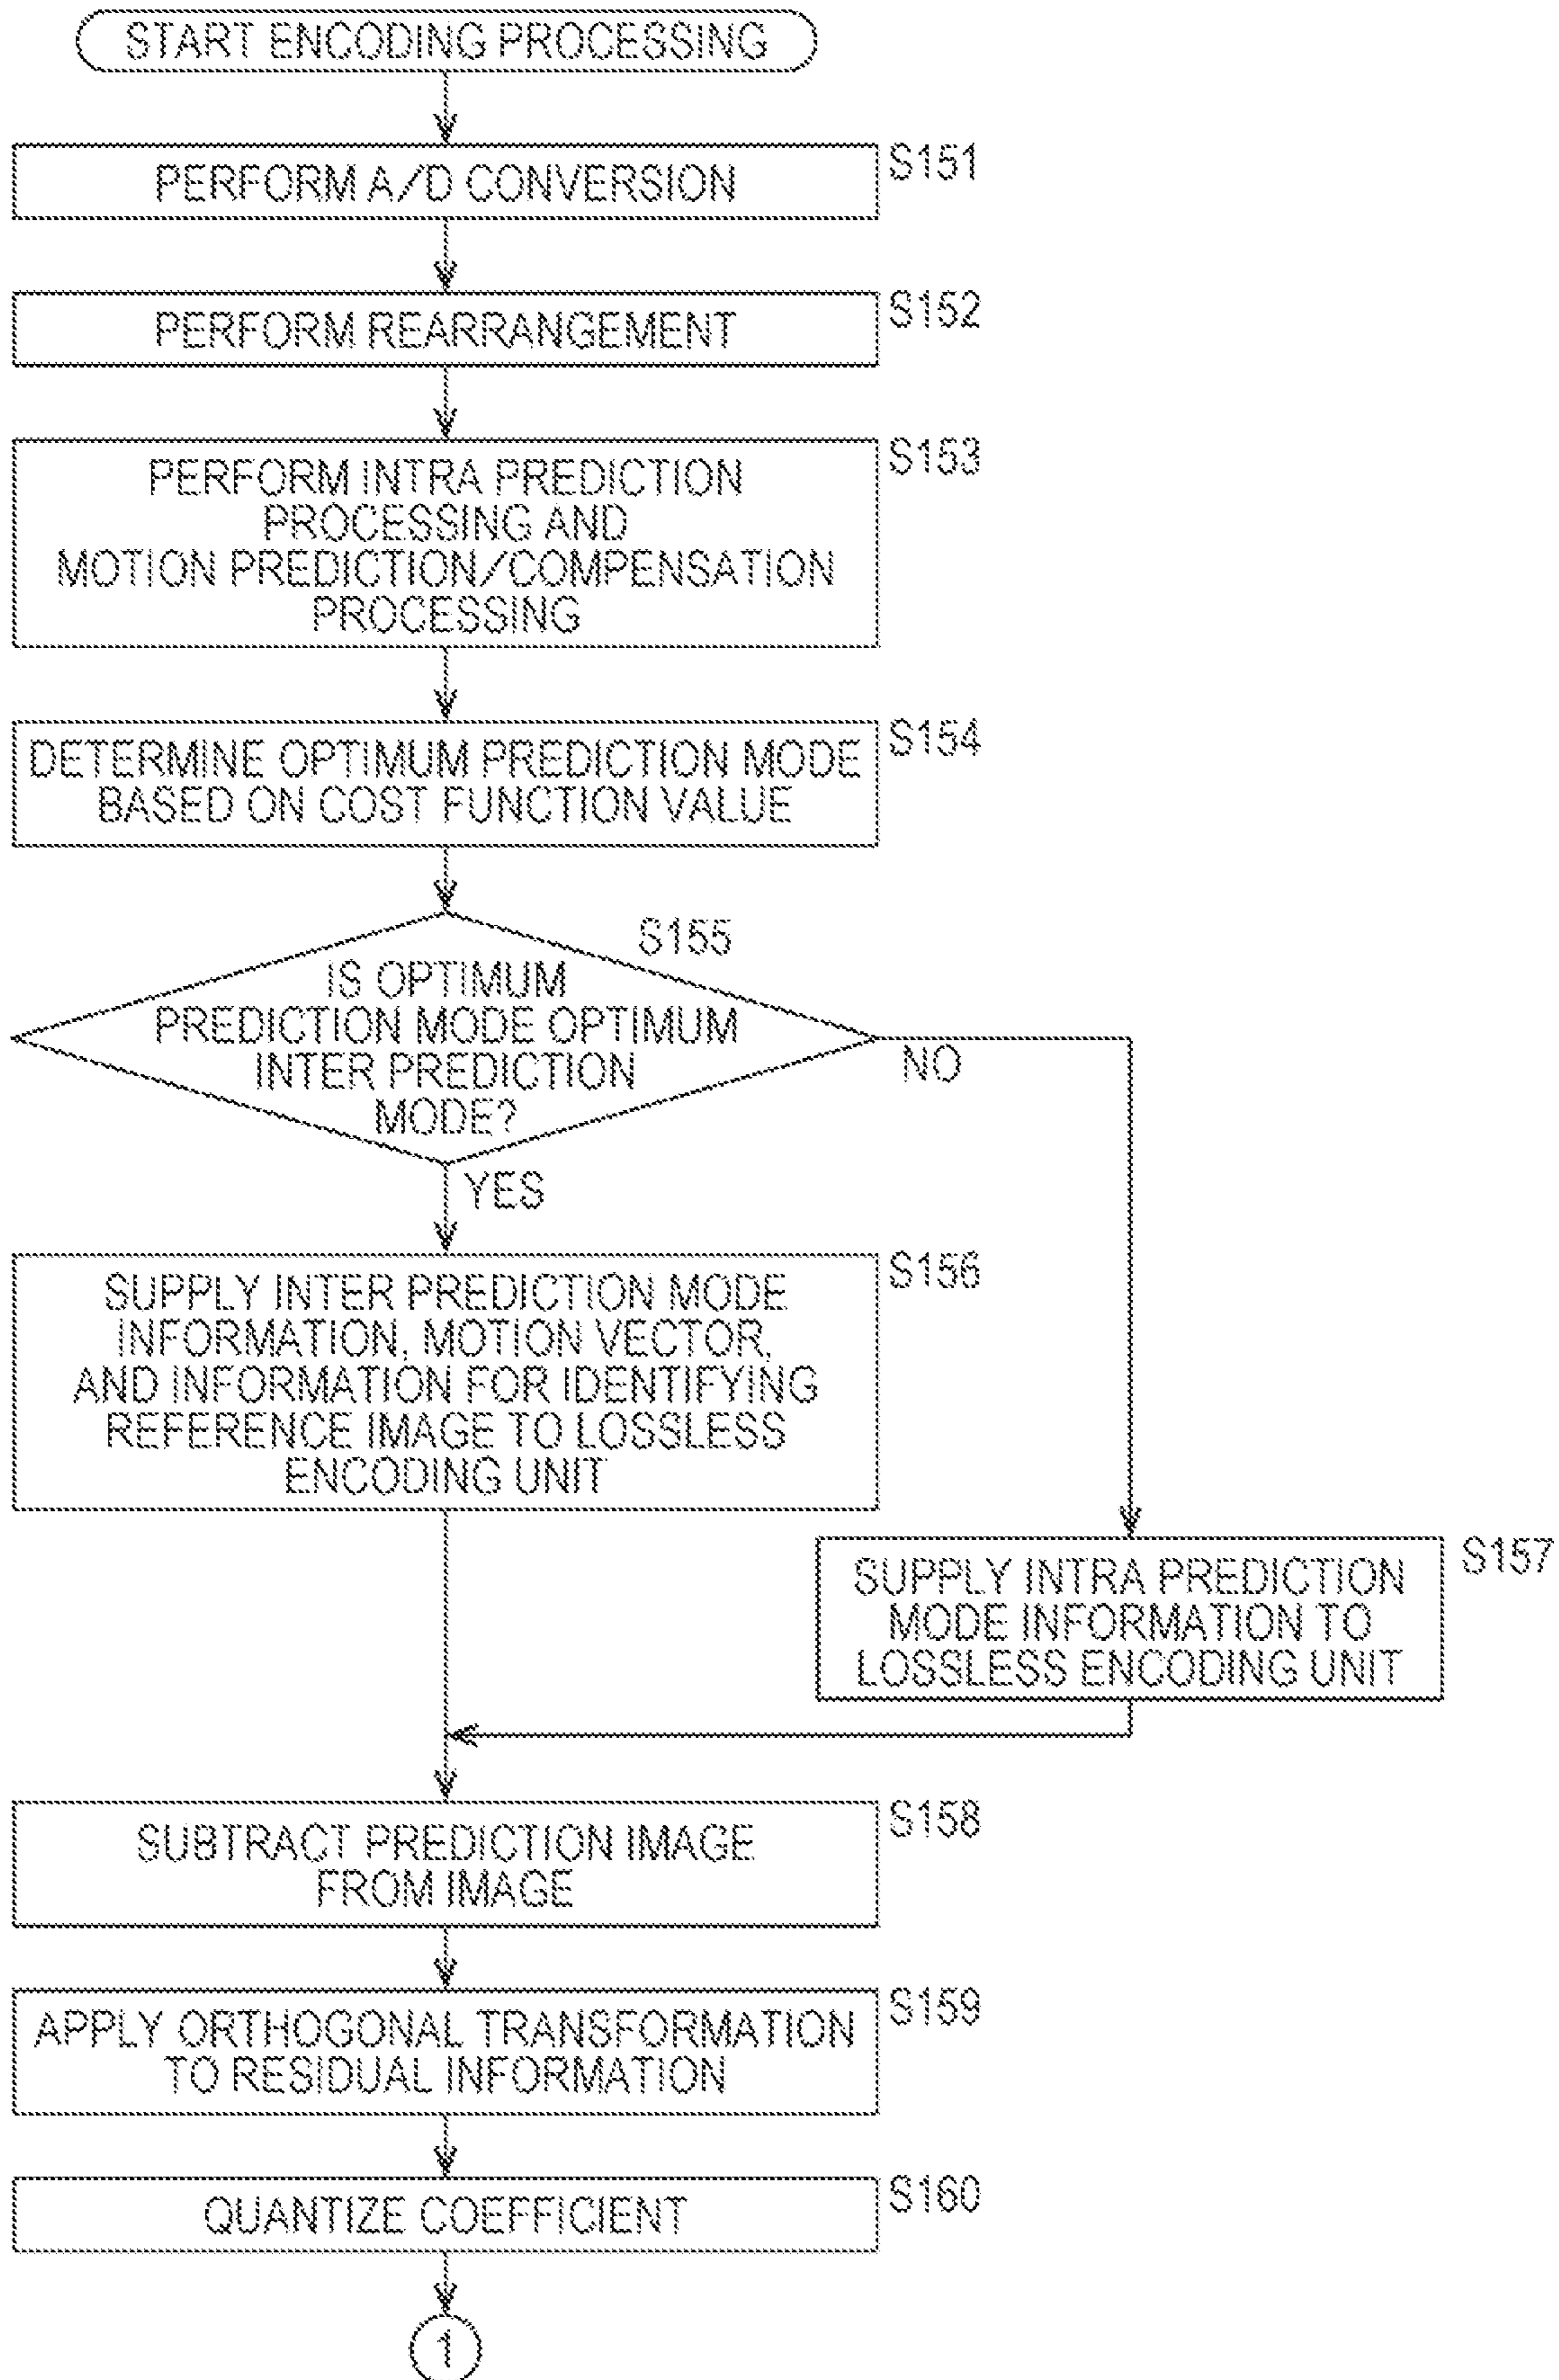 START ENCODING PROCESSING
S151
PERFORM A/D CONVERSION
S152
PERFORM REARRANGEMENT
S153
PERFORM INTRA PREDICTION
PROCESSING AND
MOTION PREDICTION/COMPENSATION
PROCESSING
S154
DETERMINE OPTIMUM PREDICTION MODE
BASED ON COST FUNCTION VALUE
S155
IS OPTIMUM
PREDICTION MODE OPTIMUM
INTER PREDICTION
MODE?
NO
YES
S156
SUPPLY INTER PREDICTION MODE
INFORMATION, MOTION VECTOR,
AND INFORMATION FOR IDENTIFYING
REFERENCE IMAGE TO LOSSLESS
ENCODING UNIT
S157
SUPPLY INTRA PREDICTION
MODE INFORMATION TO
LOSSLESS ENCODING UNIT
S158
SUBTRACT PREDICTION IMAGE
FROM IMAGE
S159
APPLY ORTHOGONAL TRANSFORMATION
TO RESIDUAL INFORMATION
S160
QUANTIZE COEFFICIENT
1